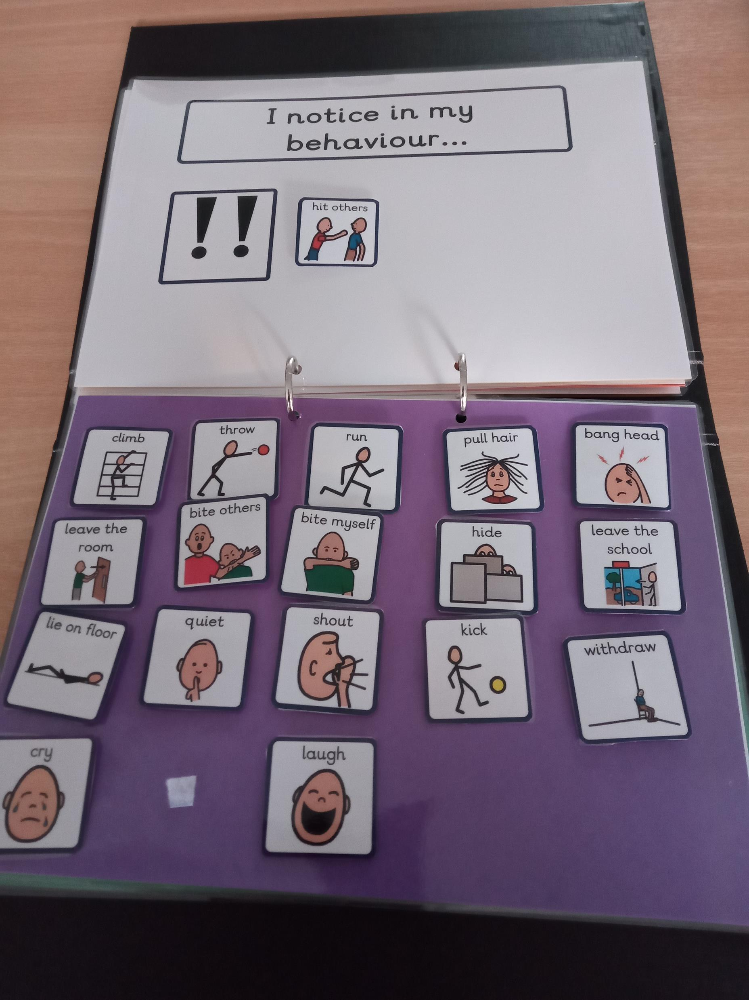 I notice in my
behaviour...
!!
hit others
climb
throw
run
pull hair
bang head
leave the
room
bite others
bite myself
hide
leave the
school
lie on floor
quiet
shout
kick
withdraw
cry
laugh